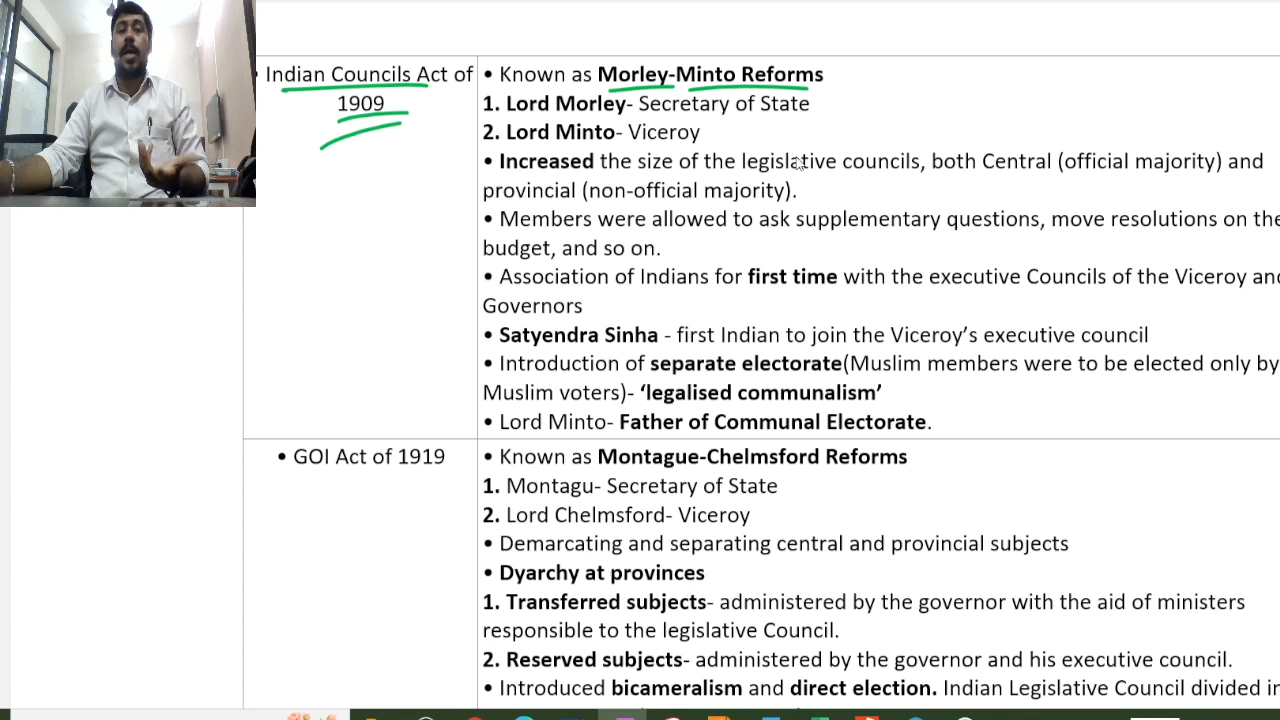 • Indian Councils Act of
1909
• Known as Morley-Minto Reforms
1. Lord Morley- Secretary of State
2. Lord Minto- Viceroy
• Increased the size of the legislative councils, both Central (official majority) and
provincial (non-official majority).
• Members were allowed to ask supplementary questions, move resolutions on the
budget, and so on.
• Association of Indians for first time with the executive Councils of the Viceroy and
Governors
• Satyendra Sinha - first Indian to join the Viceroy’s executive council
• Introduction of separate electorate(Muslim members were to be elected only by
Muslim voters)- ‘legalised communalism’
• Lord Minto- Father of Communal Electorate.
• GOI Act of 1919
• Known as Montague-Chelmsford Reforms
1. Montagu- Secretary of State
2. Lord Chelmsford- Viceroy
• Demarcating and separating central and provincial subjects
• Dyarchy at provinces
1. Transferred subjects- administered by the governor with the aid of ministers
responsible to the legislative Council.
2. Reserved subjects- administered by the governor and his executive council.
• Introduced bicameralism and direct election. Indian Legislative Council divided in